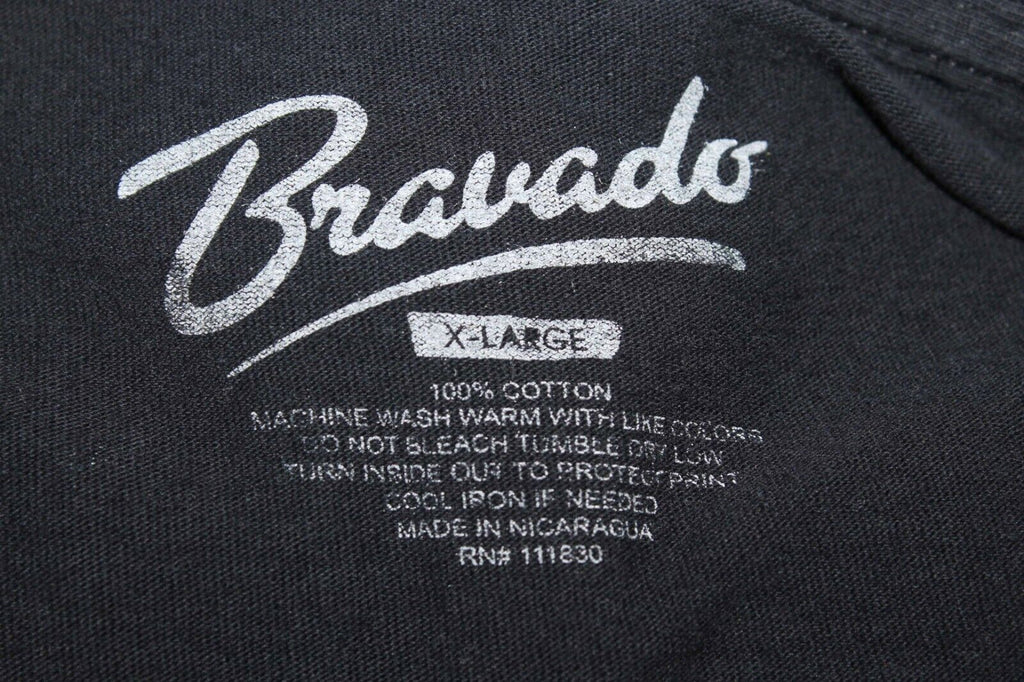 Bravado
X-LARGE
100% COTTON
MACHINE WASH WARM WITH LIKE COLORS
DO NOT BLEACH TUMBLE DRY LOW
TURN INSIDE OUT TO PROTECT PRINT
COOL IRON IF NEEDED
MADE IN NICARAGUA
RN# 111830